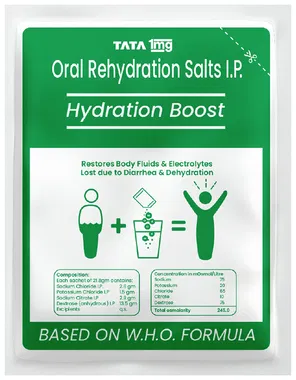 TATA 1mg
Oral Rehydration Salts I.P.
Hydration Boost
Restores Body Fluids & Electrolytes
Lost due to Diarrhea & Dehydration
Composition:
Each sachet of 21.8gm contains:
Sodium Chloride I.P. 2.6 gm
Potassium Chloride I.P. 1.5 gm
Sodium Citrate I.P. 2.9 gm
Dextrose (anhydrous) I.P. 13.5 gm
Excipients q.s.
Concentration in mOsmol/Litre
Sodium 75
Potassium 20
Chloride 65
Citrate 10
Dextrose 75
Total osmolarity 245.0
BASED ON W.H.O. FORMULA